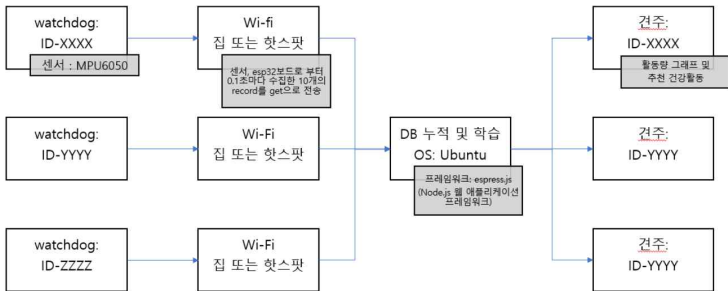 watchdog:
ID-XXXX
센서 : MPU6050
Wi-fi
집 또는 핫스팟
센서, esp32보드로 부터
0.1초마다 수집한 10개의
record를 get으로 전송
견주:
ID-XXXX
활동량 그래프 및
추천 건강활동
watchdog:
ID-YYYY
Wi-Fi
집 또는 핫스팟
DB 누적 및 학습
OS: Ubuntu
프레임워크: espress.js
(Node.js 웹 애플리케이션
프레임워크)
견주:
ID-YYYY
watchdog:
ID-ZZZZ
Wi-Fi
집 또는 핫스팟
견주:
ID-YYYY